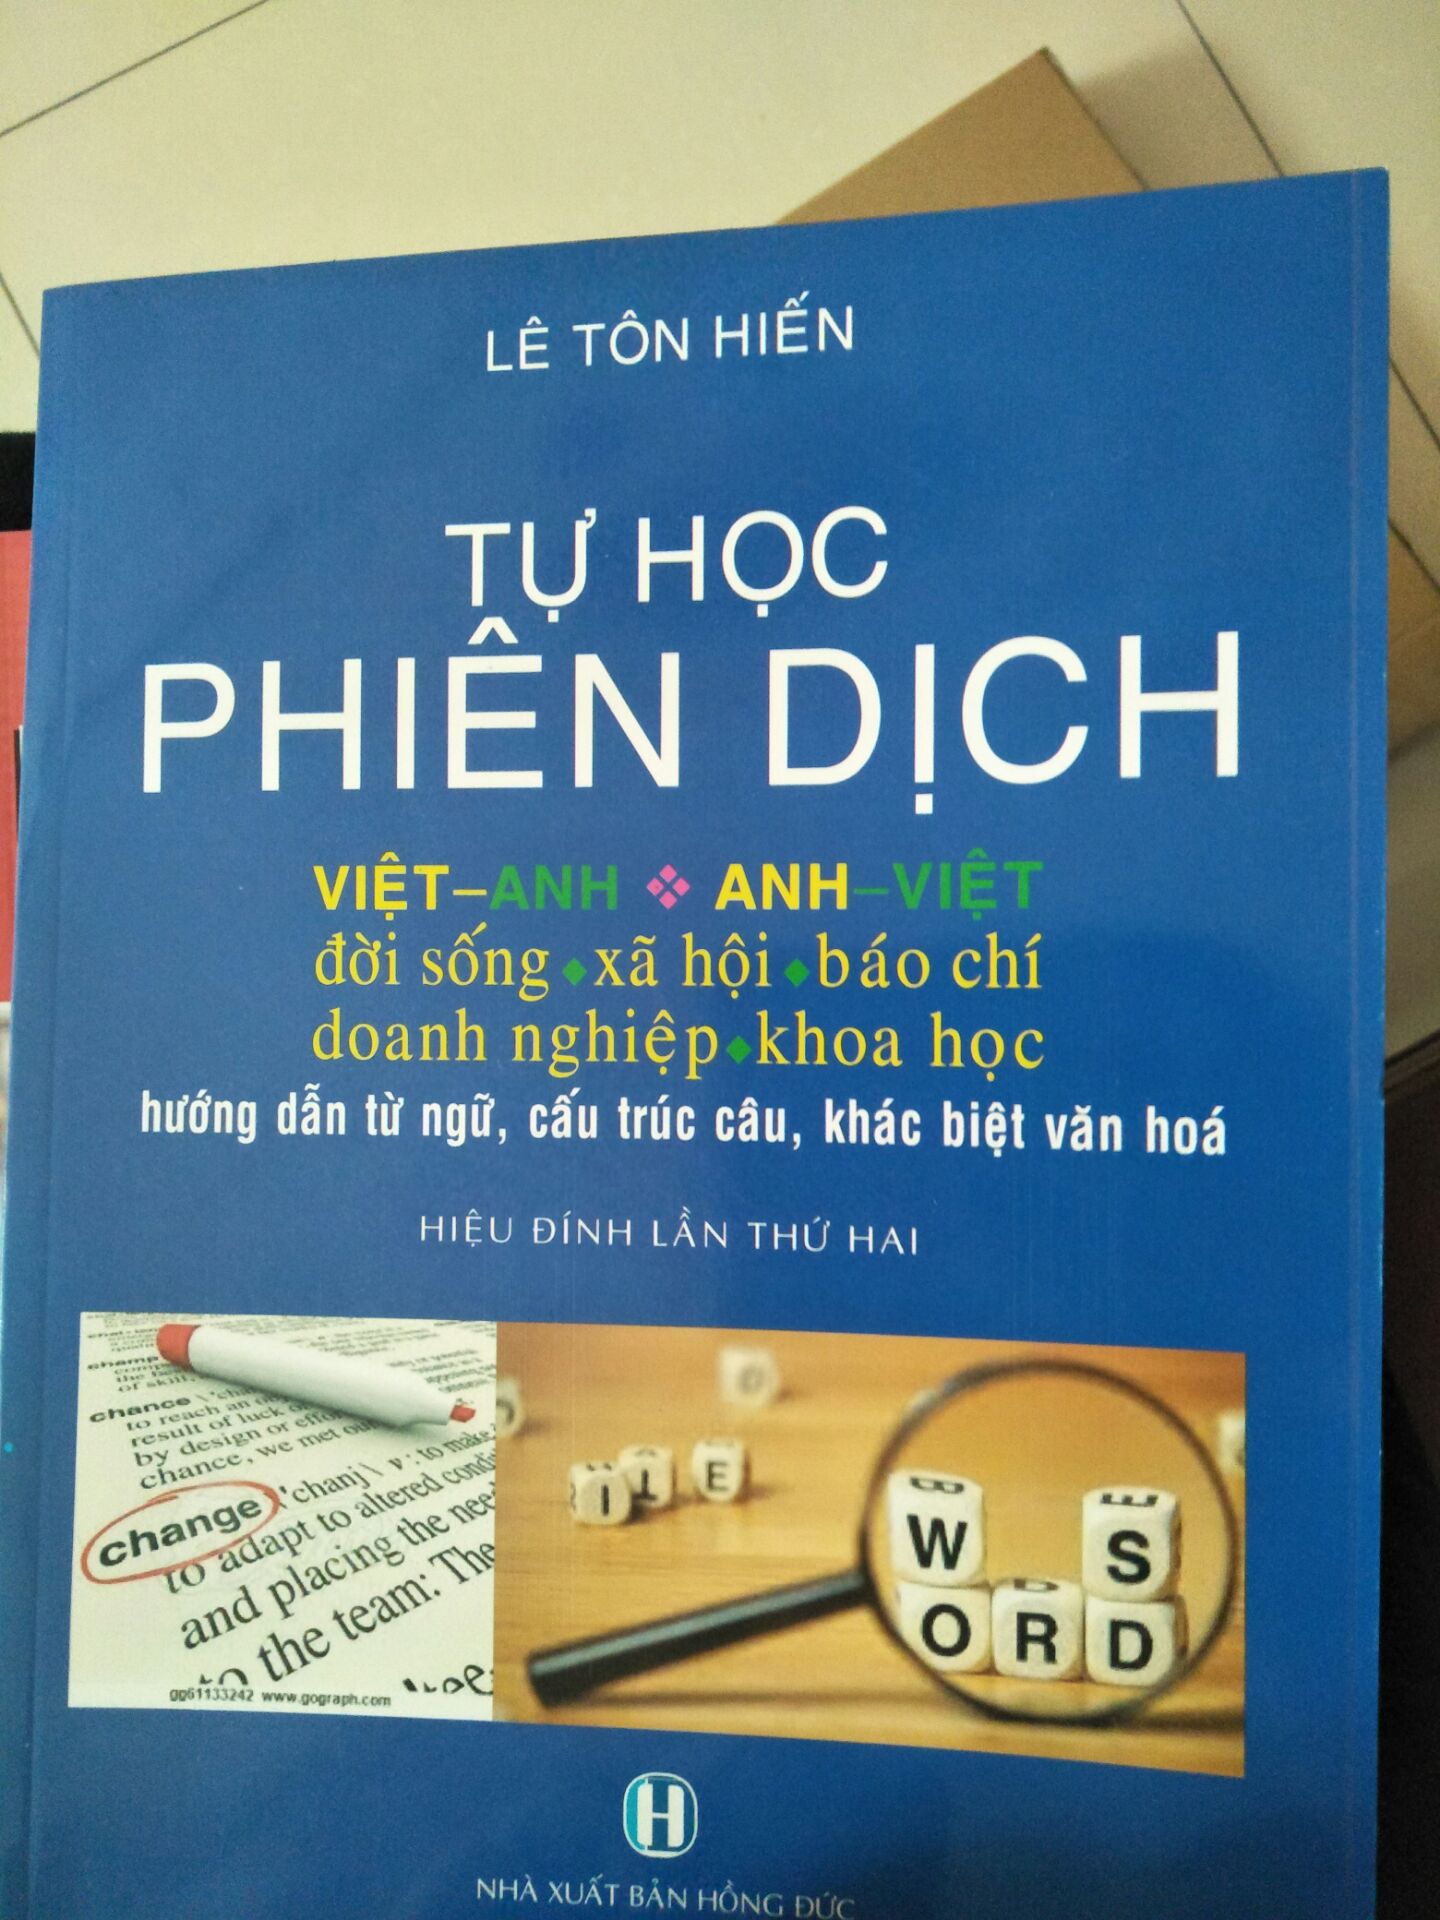 LÊ TÔN HIẾN
TỰ HỌC
PHIÊN DỊCH
VIỆT–ANH ❖ ANH–VIỆT
đời sống ◆ xã hội ◆ báo chí
doanh nghiệp ◆ khoa học
hướng dẫn từ ngữ, cấu trúc câu, khác biệt văn hoá
HIỆU ĐÍNH LẦN THỨ HAI
champ
of skill
chance
to reach an
result of luck
by design or
chance, we met
change \'chanj\ v: to make
to adapt to altered
and placing the
to the team: The
gg61133242 www.gograph.com
I T E
W S
O R D
H
NHÀ XUẤT BẢN HỒNG ĐỨC